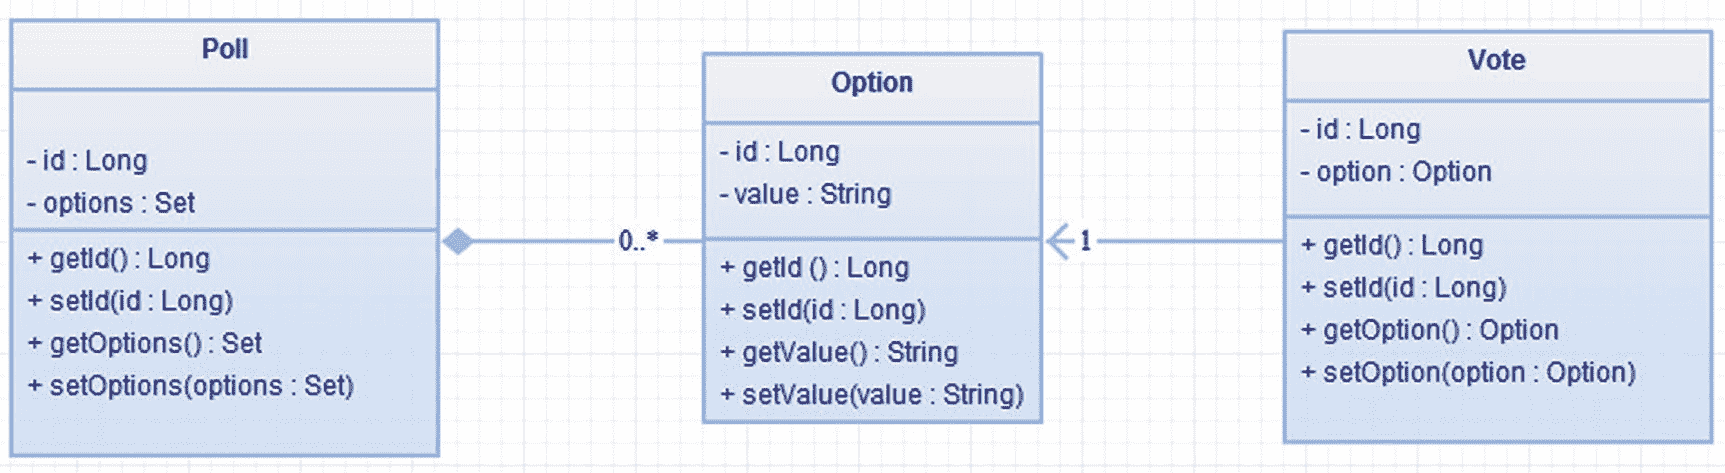 Poll
- id : Long
- options : Set
+ getId() : Long
+ setId(id : Long)
+ getOptions() : Set
+ setOptions(options : Set)
0..*
Option
- id : Long
- value : String
+ getId () : Long
+ setId(id : Long)
+ getValue() : String
+ setValue(value : String)
1
Vote
- id : Long
- option : Option
+ getId() : Long
+ setId(id : Long)
+ getOption() : Option
+ setOption(option : Option)